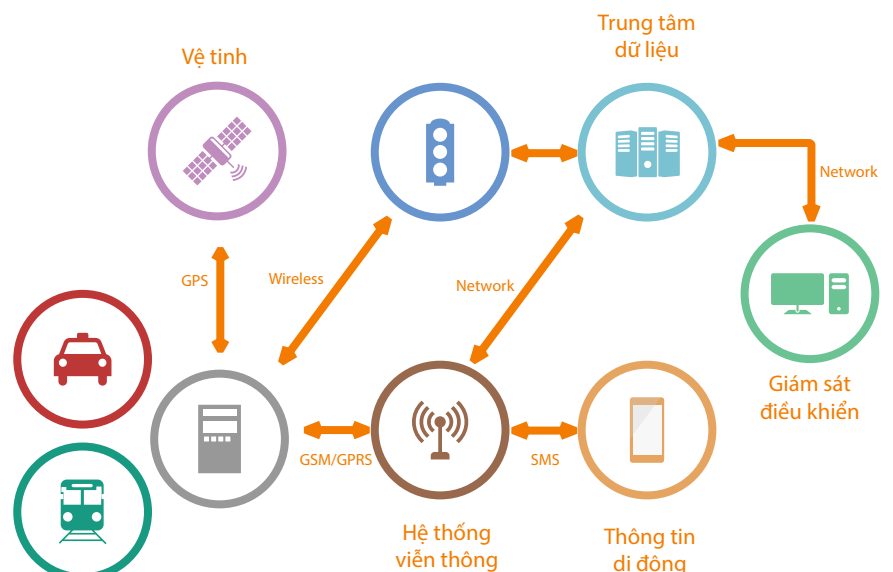 Trung tâm
dữ liệu
Vệ tinh
Network
GPS
Wireless
Network
Giám sát
điều khiển
GSM/GPRS
SMS
Hệ thống
viễn thông
Thông tin
di động